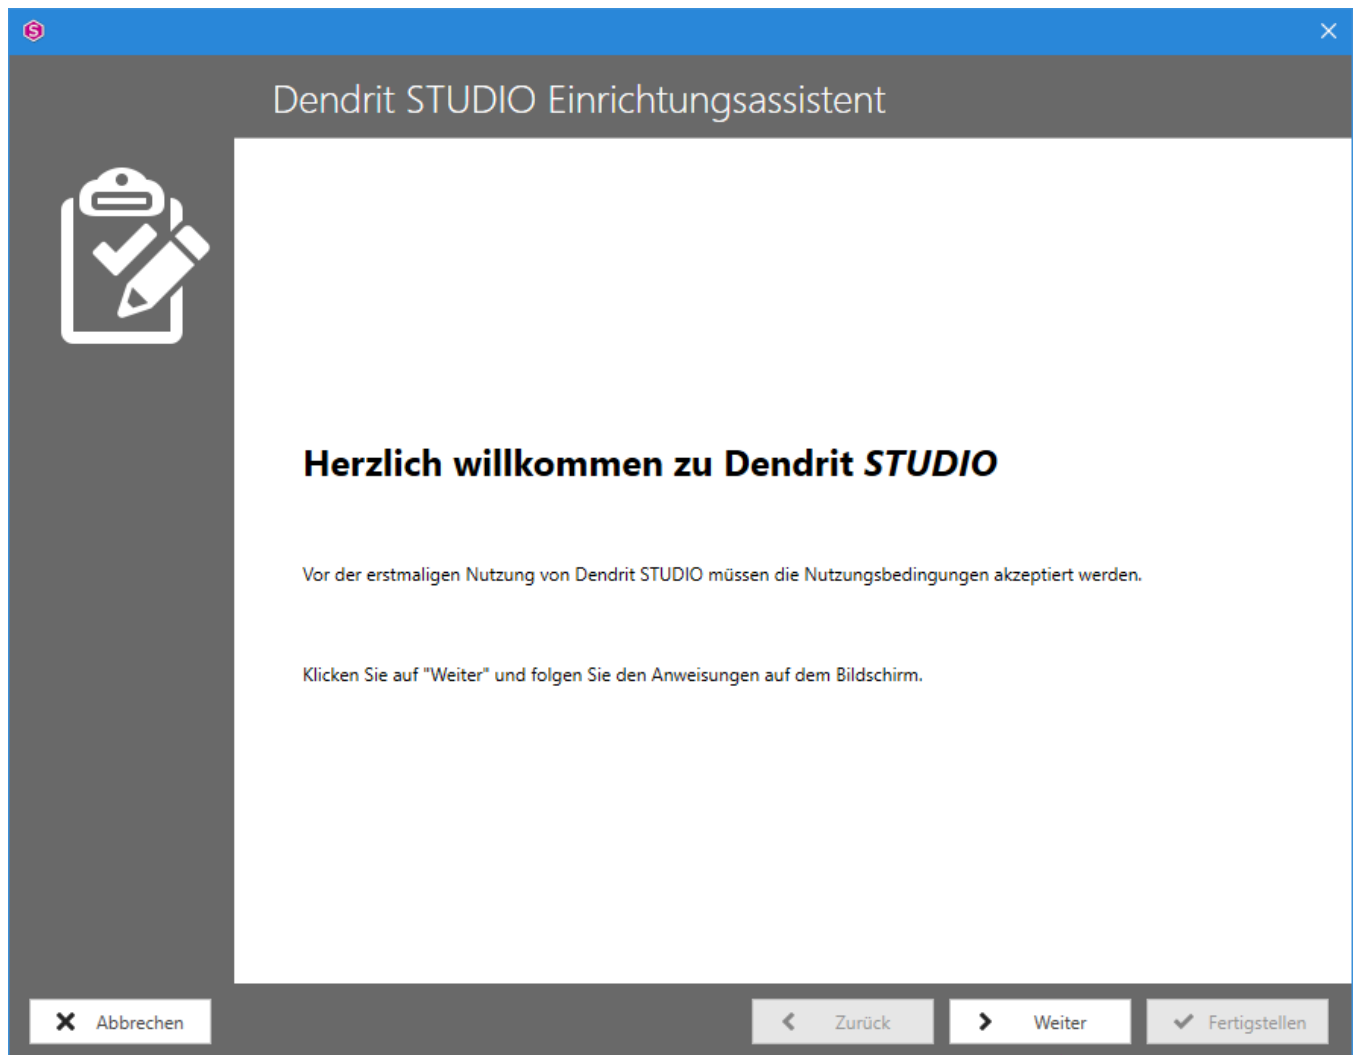 S
Dendrit STUDIO Einrichtungsassistent
Herzlich willkommen zu Dendrit STUDIO
Vor der erstmaligen Nutzung von Dendrit STUDIO müssen die Nutzungsbedingungen akzeptiert werden.
Klicken Sie auf "Weiter" und folgen Sie den Anweisungen auf dem Bildschirm.
Abbrechen
Zurück
Weiter
Fertigstellen